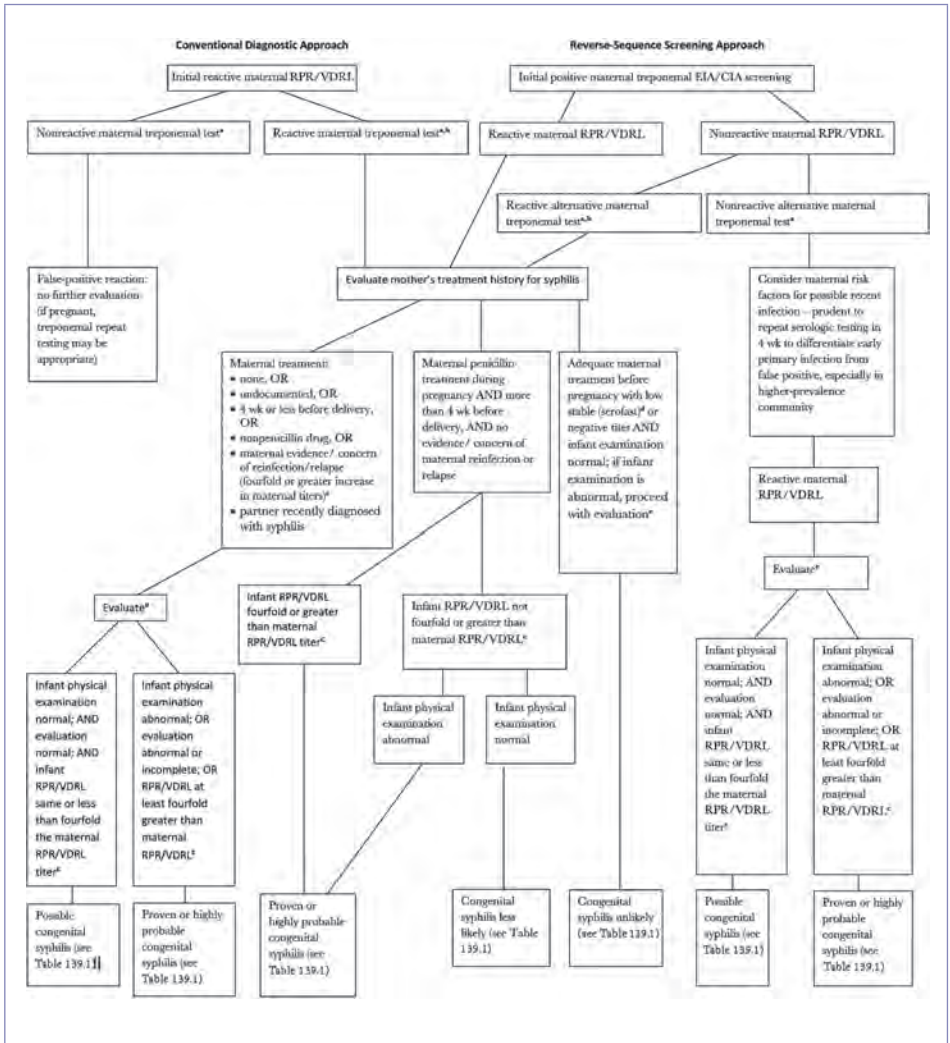 Conventional Diagnostic Approach
Reverse-Sequence Screening Approach
Initial reactive maternal RPR/VDRL
Initial positive maternal treponemal EIA/CIA screening
Nonreactive maternal treponemal testᵃ
Reactive maternal treponemal testᵃ,ᵇ
Reactive maternal RPR/VDRL
Nonreactive maternal RPR/VDRL
Reactive alternative maternal
treponemal testᵃ,ᵇ
Nonreactive alternative maternal
treponemal testᵃ
False-positive reaction:
no further evaluation
(if pregnant,
treponemal repeat
testing may be
appropriate)
Evaluate mother's treatment history for syphilis
Consider maternal risk
factors for possible recent
infection – prudent to
repeat serologic testing in
4 wk to differentiate early
primary infection from
false positive, especially in
higher-prevalence
community
Maternal treatment:
▪ none, OR
▪ undocumented, OR
▪ 4 wk or less before delivery,
OR
▪ nonpenicillin drug, OR
▪ maternal evidence/ concern
of reinfection/relapse
(fourfold or greater increase
in maternal titers)
▪ partner recently diagnosed
with syphilis
Maternal penicillin
treatment during
pregnancy AND more
than 4 wk before
delivery, AND no
evidence/ concern of
maternal reinfection or
relapse
Adequate maternal
treatment before
pregnancy with low
stable (serofast)ᵈ or
negative titers AND
infant examination
normal; if infant
examination is
abnormal, proceed
with evaluation
Reactive maternal
RPR/VDRL
Evaluate
Infant RPR/VDRL
fourfold or greater
than maternal
RPR/VDRL titerᶜ
Infant RPR/VDRL not
fourfold or greater than
maternal RPR/VDRL
Evaluate
Infant physical
examination
normal; AND
evaluation
normal; AND
infant
RPR/VDRL
same or less
than fourfold
the maternal
RPR/VDRL
titer
Infant physical
examination
abnormal; OR
evaluation
abnormal or
incomplete; OR
RPR/VDRL at
least fourfold
greater than
maternal
RPR/VDRL
Infant physical
examination
abnormal
Infant physical
examination
normal
Infant physical
examination
normal; AND
evaluation
normal; AND
infant
RPR/VDRL
same or less
than fourfold
the maternal
RPR/VDRL
titer
Infant physical
examination
abnormal; OR
evaluation
abnormal or
incomplete; OR
RPR/VDRL at
least fourfold
greater than
maternal
RPR/VDRLᶜ
Possible
congenital
syphilis (see
Table 139.1)
Proven or highly
probable
congenital
syphilis (see
Table 139.1)
Proven or
highly probable
congenital
syphilis (see
Table 139.1)
Congenital
syphilis less
likely (see Table
139.1)
Congenital
syphilis unlikely
(see Table 139.1)
Possible
congenital
syphilis (see
Table 139.1)
Proven or highly
probable
congenital
syphilis (see
Table 139.1)